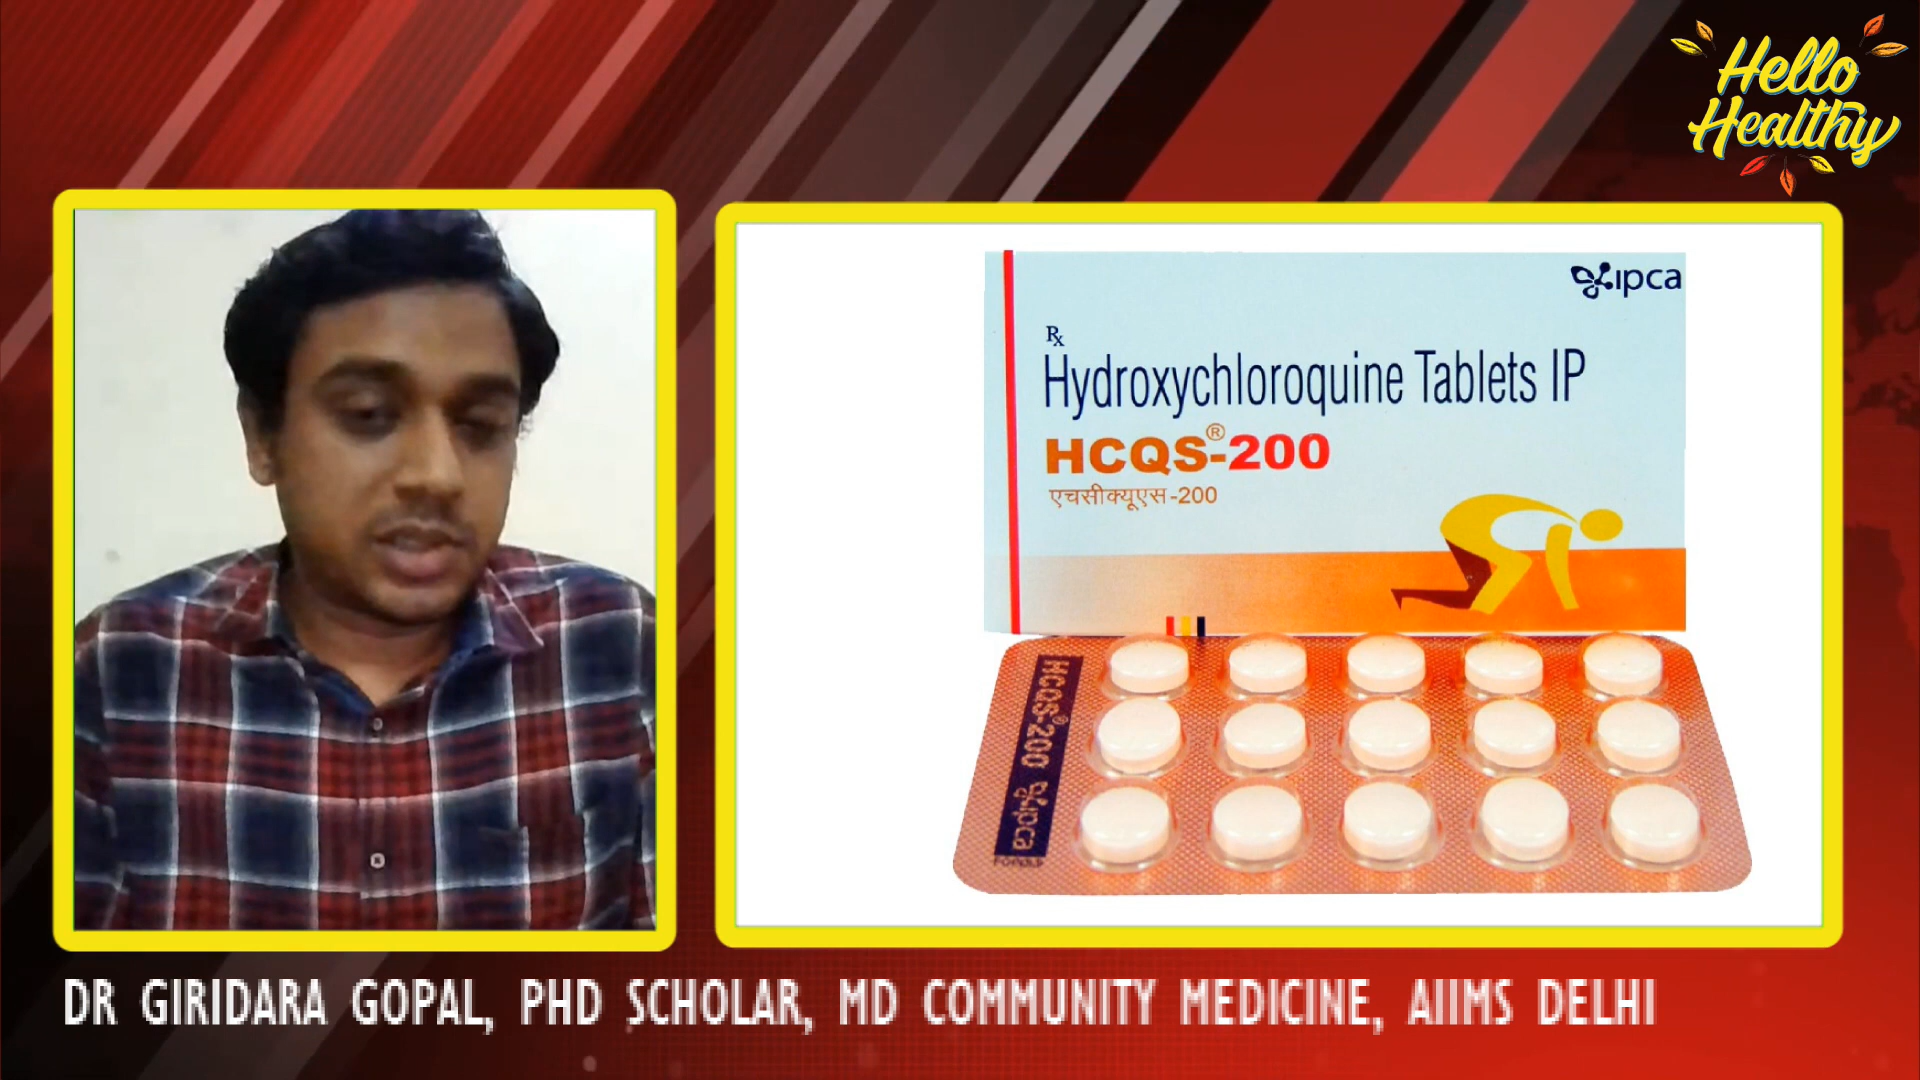 Hello
Healthy
ipca
Rx
Hydroxychloroquine Tablets IP
HCQS®-200
एचसीक्यूएस-200
HCQS®-200 ipca
DR GIRIDARA GOPAL, PHD SCHOLAR, MD COMMUNITY MEDICINE, AIIMS DELHI